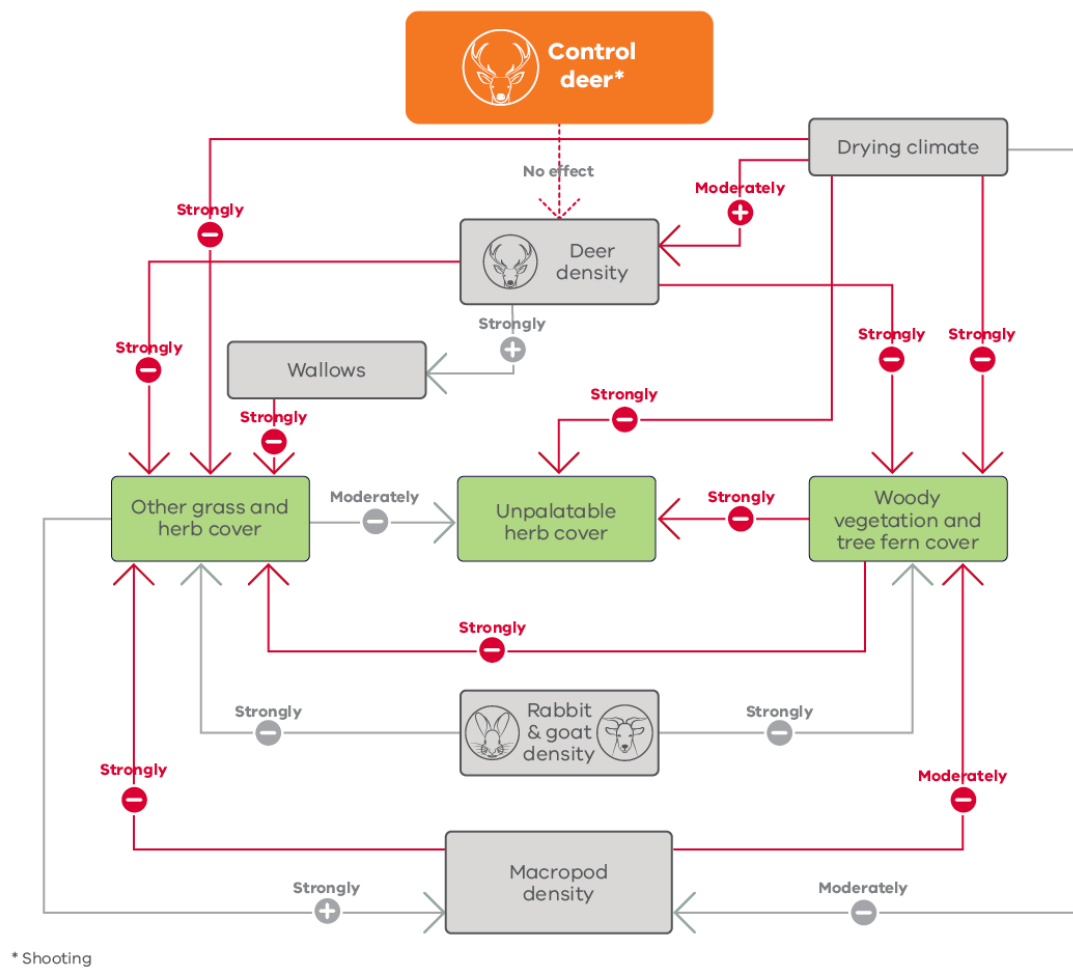 Control
deer*
Drying climate
No effect
Moderately
+
Strongly
−
Deer
density
Strongly
+
Strongly
−
Strongly
−
Strongly
−
Wallows
Strongly
−
Strongly
−
Other grass and
herb cover
Moderately
−
Unpalatable
herb cover
Strongly
−
Woody
vegetation and
tree fern cover
Strongly
−
Rabbit
& goat
density
Strongly
−
Strongly
−
Strongly
−
Moderately
−
Macropod
density
Strongly
+
Moderately
−
* Shooting